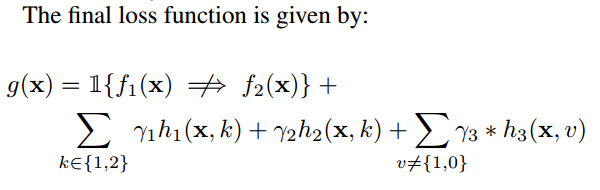 The final loss function is given by:
g(x) = 𝟙{f₁(x) ⟹̸ f₂(x)} +
∑ γ₁h₁(x, k) + γ₂h₂(x, k) + ∑ γ₃ * h₃(x, v)
k∈{1,2} v≠{1,0}